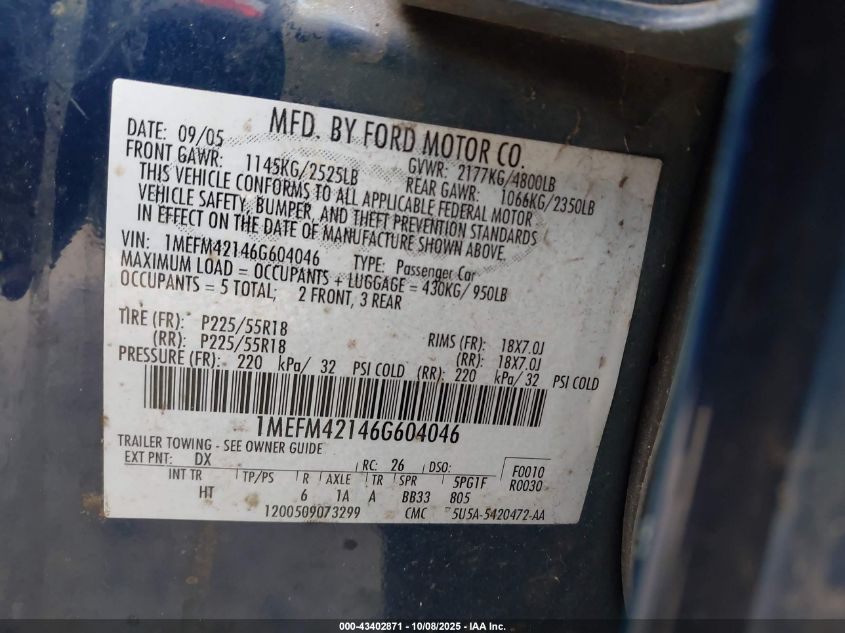 MFD. BY FORD MOTOR CO.
DATE: 09/05 GVWR: 2177KG/4800LB
FRONT GAWR: 1145KG/2525LB REAR GAWR: 1066KG/2350LB
THIS VEHICLE CONFORMS TO ALL APPLICABLE FEDERAL MOTOR
VEHICLE SAFETY, BUMPER, AND THEFT PREVENTION STANDARDS
IN EFFECT ON THE DATE OF MANUFACTURE SHOWN ABOVE.
VIN: 1MEFM42146G604046 TYPE: Passenger Car
MAXIMUM LOAD = OCCUPANTS + LUGGAGE = 430KG/ 950LB
OCCUPANTS = 5 TOTAL; 2 FRONT, 3 REAR
TIRE (FR): P225/55R18 RIMS (FR): 18X7.0J
(RR): P225/55R18 (RR): 18X7.0J
PRESSURE (FR): 220 kPa/ 32 PSI COLD (RR): 220 kPa/ 32 PSI COLD
1MEFM42146G604046
TRAILER TOWING - SEE OWNER GUIDE
EXT PNT: DX RC: 26 DSO: F0010
R0030
INT TR TP/PS R AXLE TR SPR 5PG1F
HT 6 1A A BB33 805
1200509073299 CMC 5U5A-5420472-AA
000-43402871 - 10/08/2025 - IAA Inc.